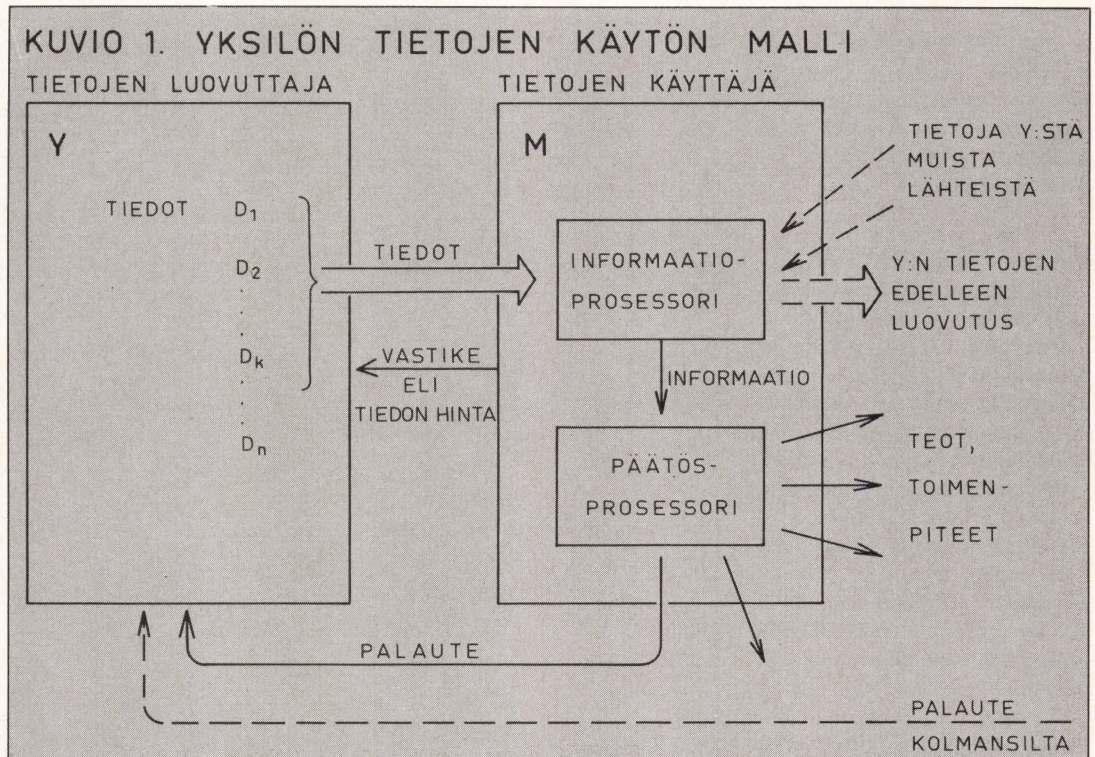 KUVIO 1. YKSILÖN TIETOJEN KÄYTÖN MALLI
TIETOJEN LUOVUTTAJA
TIETOJEN KÄYTTÄJÄ
Y
TIEDOT D1
D2
Dk
Dn
TIEDOT
VASTIKE
ELI
TIEDON HINTA
M
INFORMAATIO-
PROSESSORI
INFORMAATIO
PÄÄTÖS-
PROSESSORI
TIETOJA Y:STÄ
MUISTA
LÄHTEISTÄ
Y:N TIETOJEN
EDELLEEN
LUOVUTUS
TEOT,
TOIMEN-
PITEET
PALAUTE
PALAUTE
KOLMANSILTA